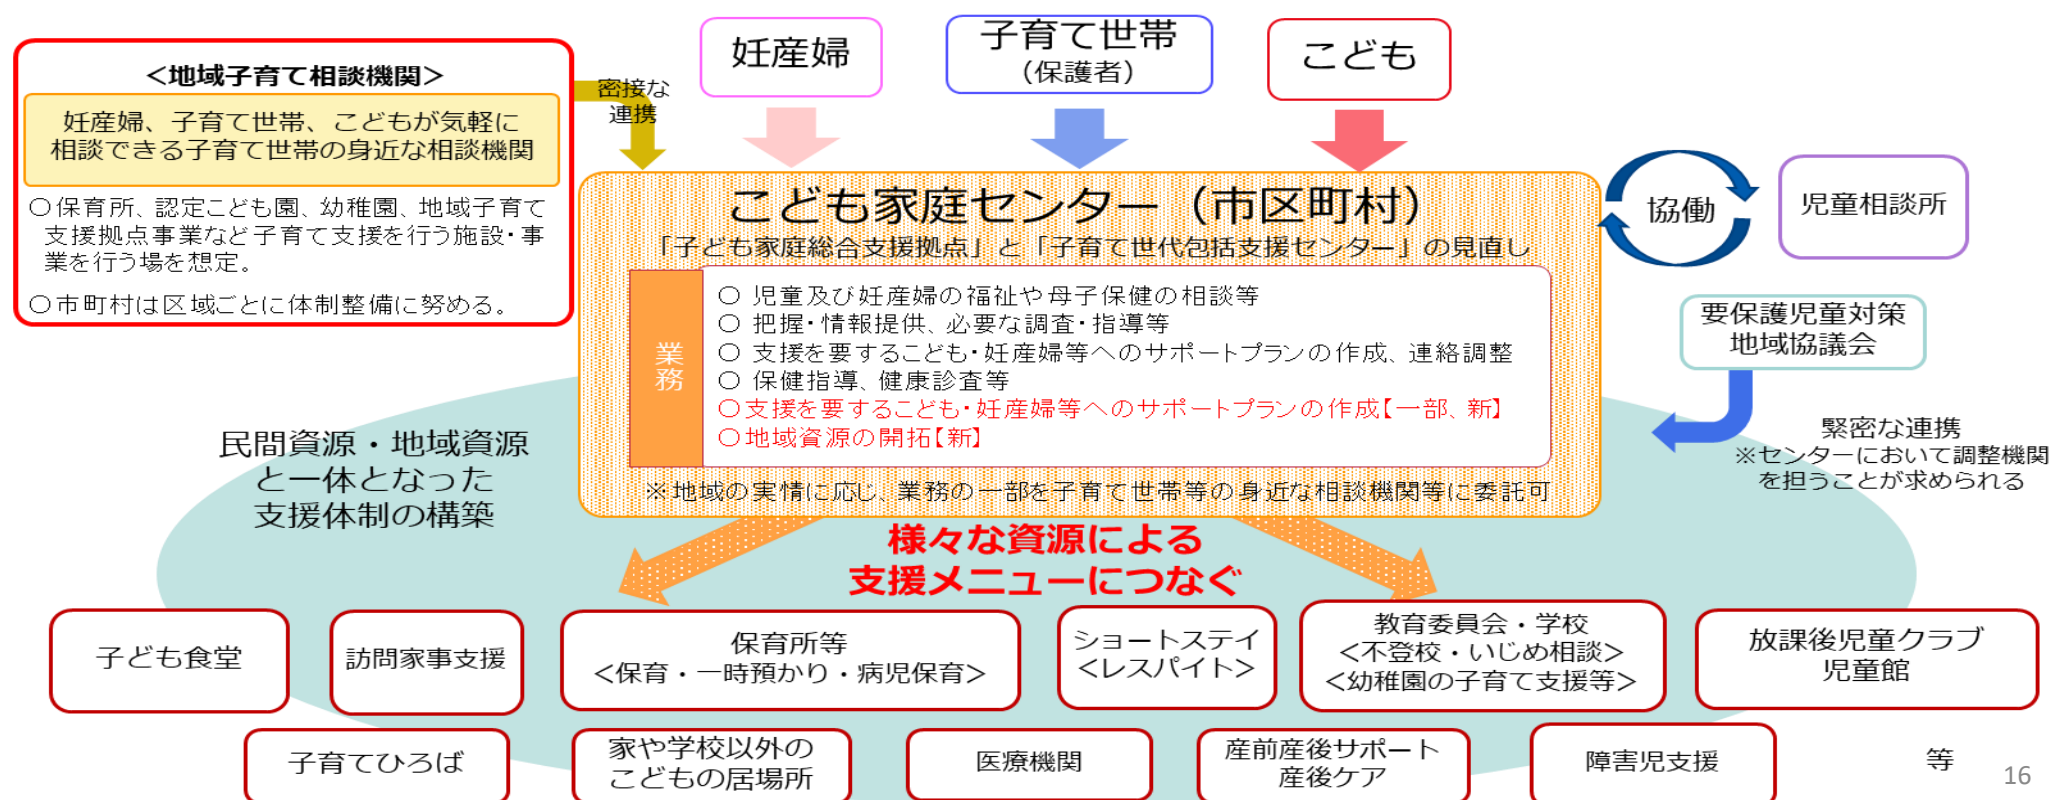 ＜地域子育て相談機関＞
妊産婦、子育て世帯、こどもが気軽に
相談できる子育て世帯の身近な相談機関
○保育所、認定こども園、幼稚園、地域子育て
支援拠点事業など子育て支援を行う施設・事
業を行う場を想定。
○市町村は区域ごとに体制整備に努める。
密接な
連携
妊産婦
子育て世帯
（保護者）
こども
こども家庭センター（市区町村）
「子ども家庭総合支援拠点」と「子育て世代包括支援センター」の見直し
業務
○ 児童及び妊産婦の福祉や母子保健の相談等
○ 把握・情報提供、必要な調査・指導等
○ 支援を要するこども・妊産婦等へのサポートプランの作成、連絡調整
○ 保健指導、健康診査等
○支援を要するこども・妊産婦等へのサポートプランの作成【一部、新】
○地域資源の開拓【新】
※地域の実情に応じ、業務の一部を子育て世帯等の身近な相談機関等に委託可
協働
児童相談所
要保護児童対策
地域協議会
緊密な連携
※センターにおいて調整機関
を担うことが求められる
民間資源・地域資源
と一体となった
支援体制の構築
様々な資源による
支援メニューにつなぐ
子ども食堂
訪問家事支援
保育所等
＜保育・一時預かり・病児保育＞
ショートステイ
＜レスパイト＞
教育委員会・学校
＜不登校・いじめ相談＞
＜幼稚園の子育て支援等＞
放課後児童クラブ
児童館
子育てひろば
家や学校以外の
こどもの居場所
医療機関
産前産後サポート
産後ケア
障害児支援
等
16